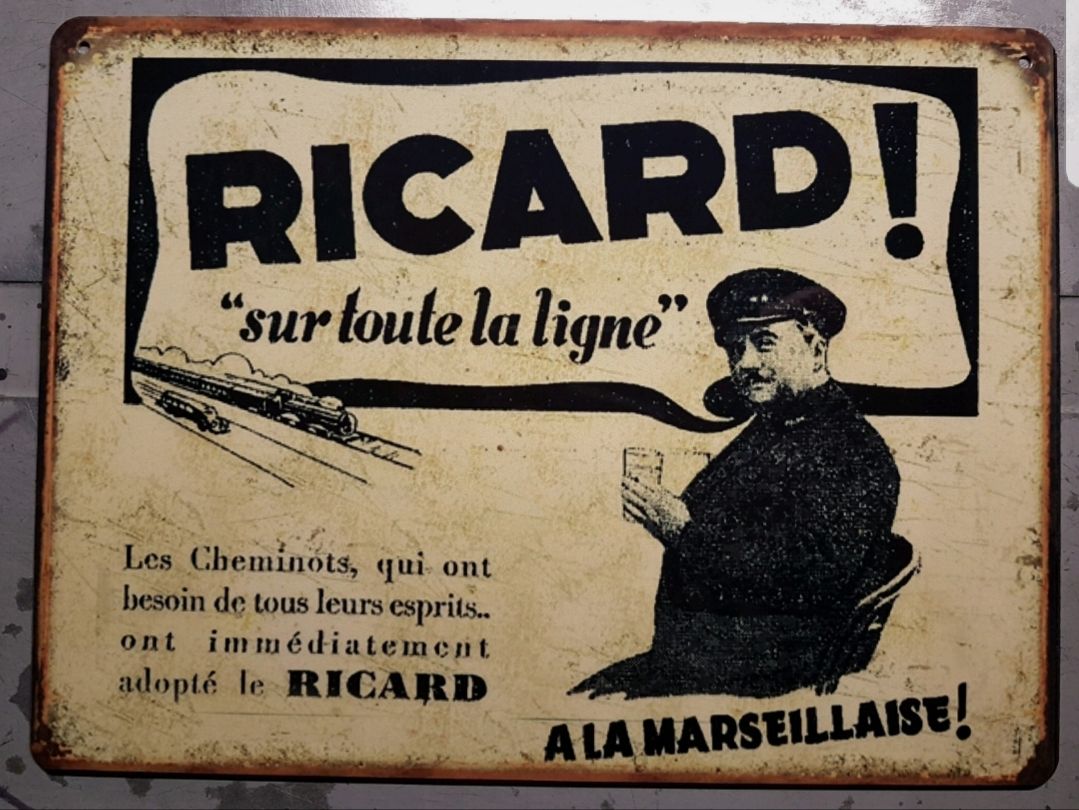 RICARD!
“sur toute la ligne”
Les Cheminots, qui ont
besoin de tous leurs esprits..
ont immédiatement
adopté le RICARD
A LA MARSEILLAISE!